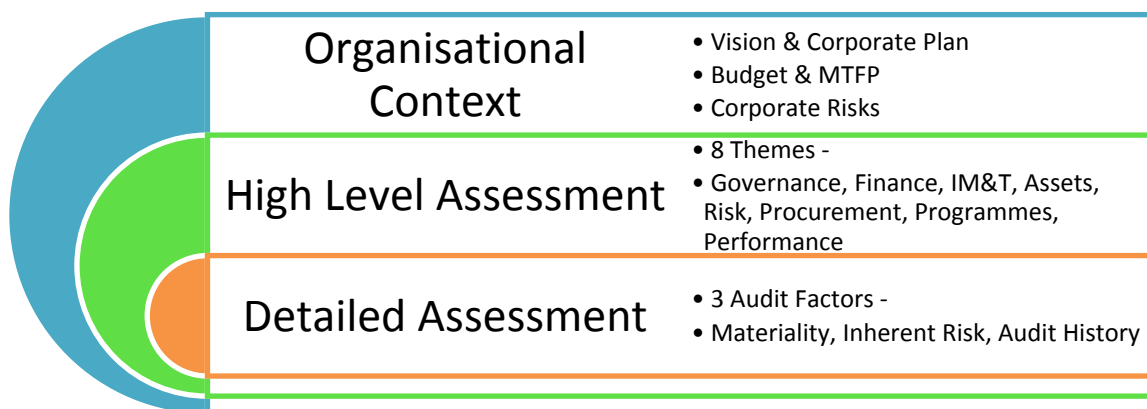 Organisational
Context
• Vision & Corporate Plan
• Budget & MTFP
• Corporate Risks
High Level Assessment
• 8 Themes -
• Governance, Finance, IM&T, Assets,
Risk, Procurement, Programmes,
Performance
Detailed Assessment
• 3 Audit Factors -
• Materiality, Inherent Risk, Audit History